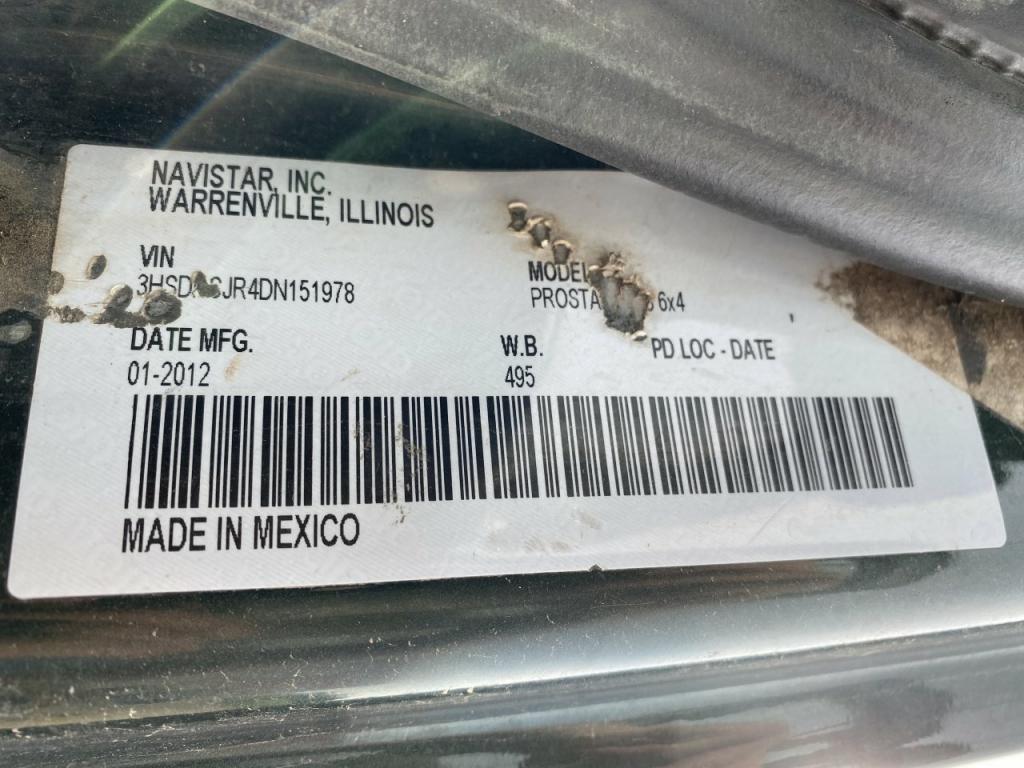 NAVISTAR, INC.
WARRENVILLE, ILLINOIS
VIN
MODEL
6x4
DATE MFG.
W.B.
PD LOC - DATE
01-2012
495
MADE IN MEXICO